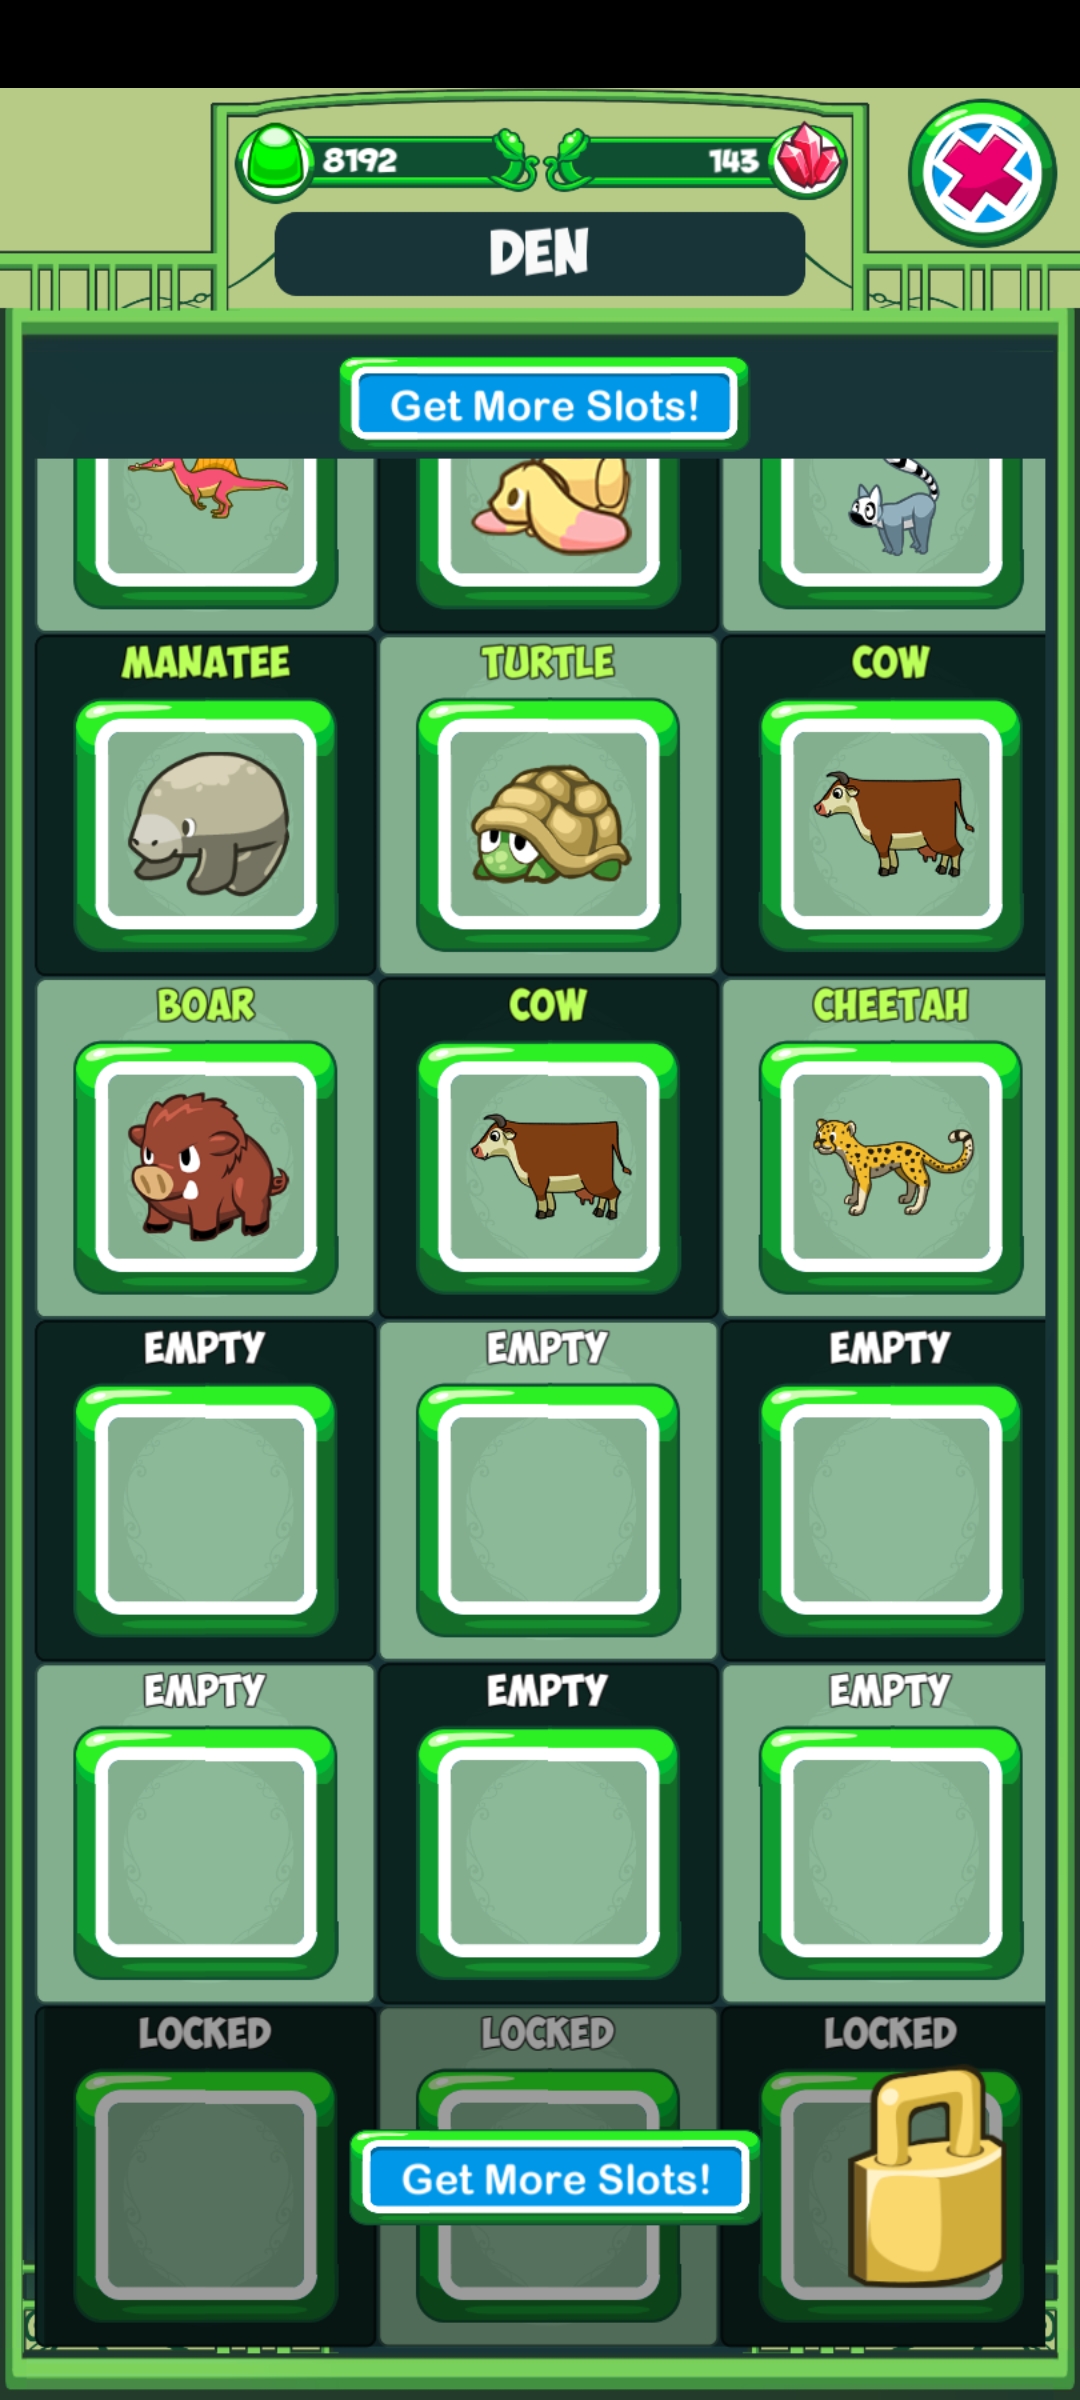 8192 143
DEN
Get More Slots!
MANATEE TURTLE COW
BOAR COW CHEETAH
EMPTY EMPTY EMPTY
EMPTY EMPTY EMPTY
LOCKED LOCKED LOCKED
Get More Slots!